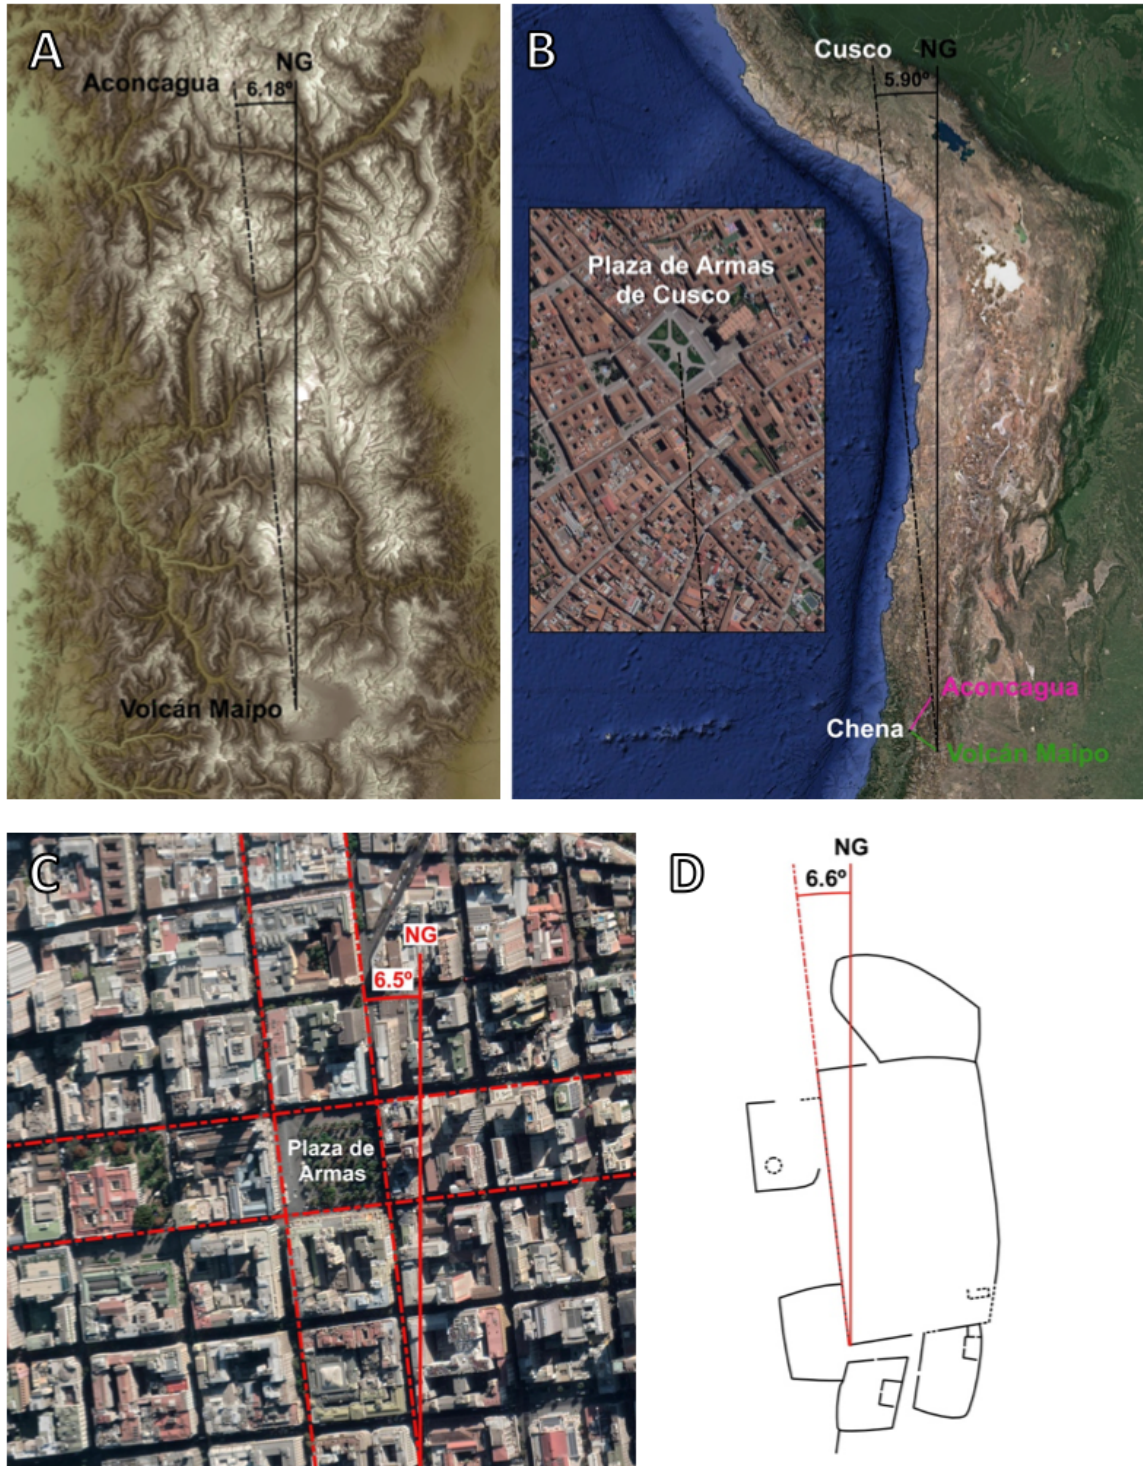 A
Aconcagua
NG
6.18º
Volcán Maipo
B
Cusco
NG
5.90º
Plaza de Armas
de Cusco
Aconcagua
Chena
Volcán Maipo
C
NG
6.5º
Plaza de
Armas
D
NG
6.6º